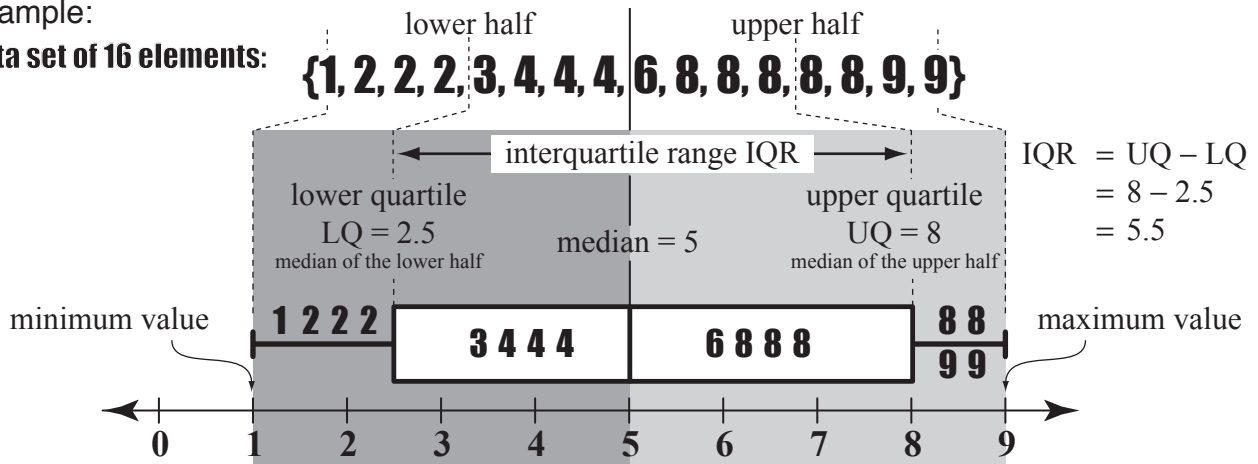 ample:
lower half
upper half
ta set of 16 elements:
{1, 2, 2, 2, 3, 4, 4, 4, 6, 8, 8, 8, 8, 8, 9, 9}
interquartile range IQR
IQR = UQ – LQ
= 8 – 2.5
= 5.5
lower quartile
LQ = 2.5
median of the lower half
median = 5
upper quartile
UQ = 8
median of the upper half
minimum value
1 2 2 2
3 4 4 4
6 8 8 8
8 8
9 9
maximum value
0 1 2 3 4 5 6 7 8 9